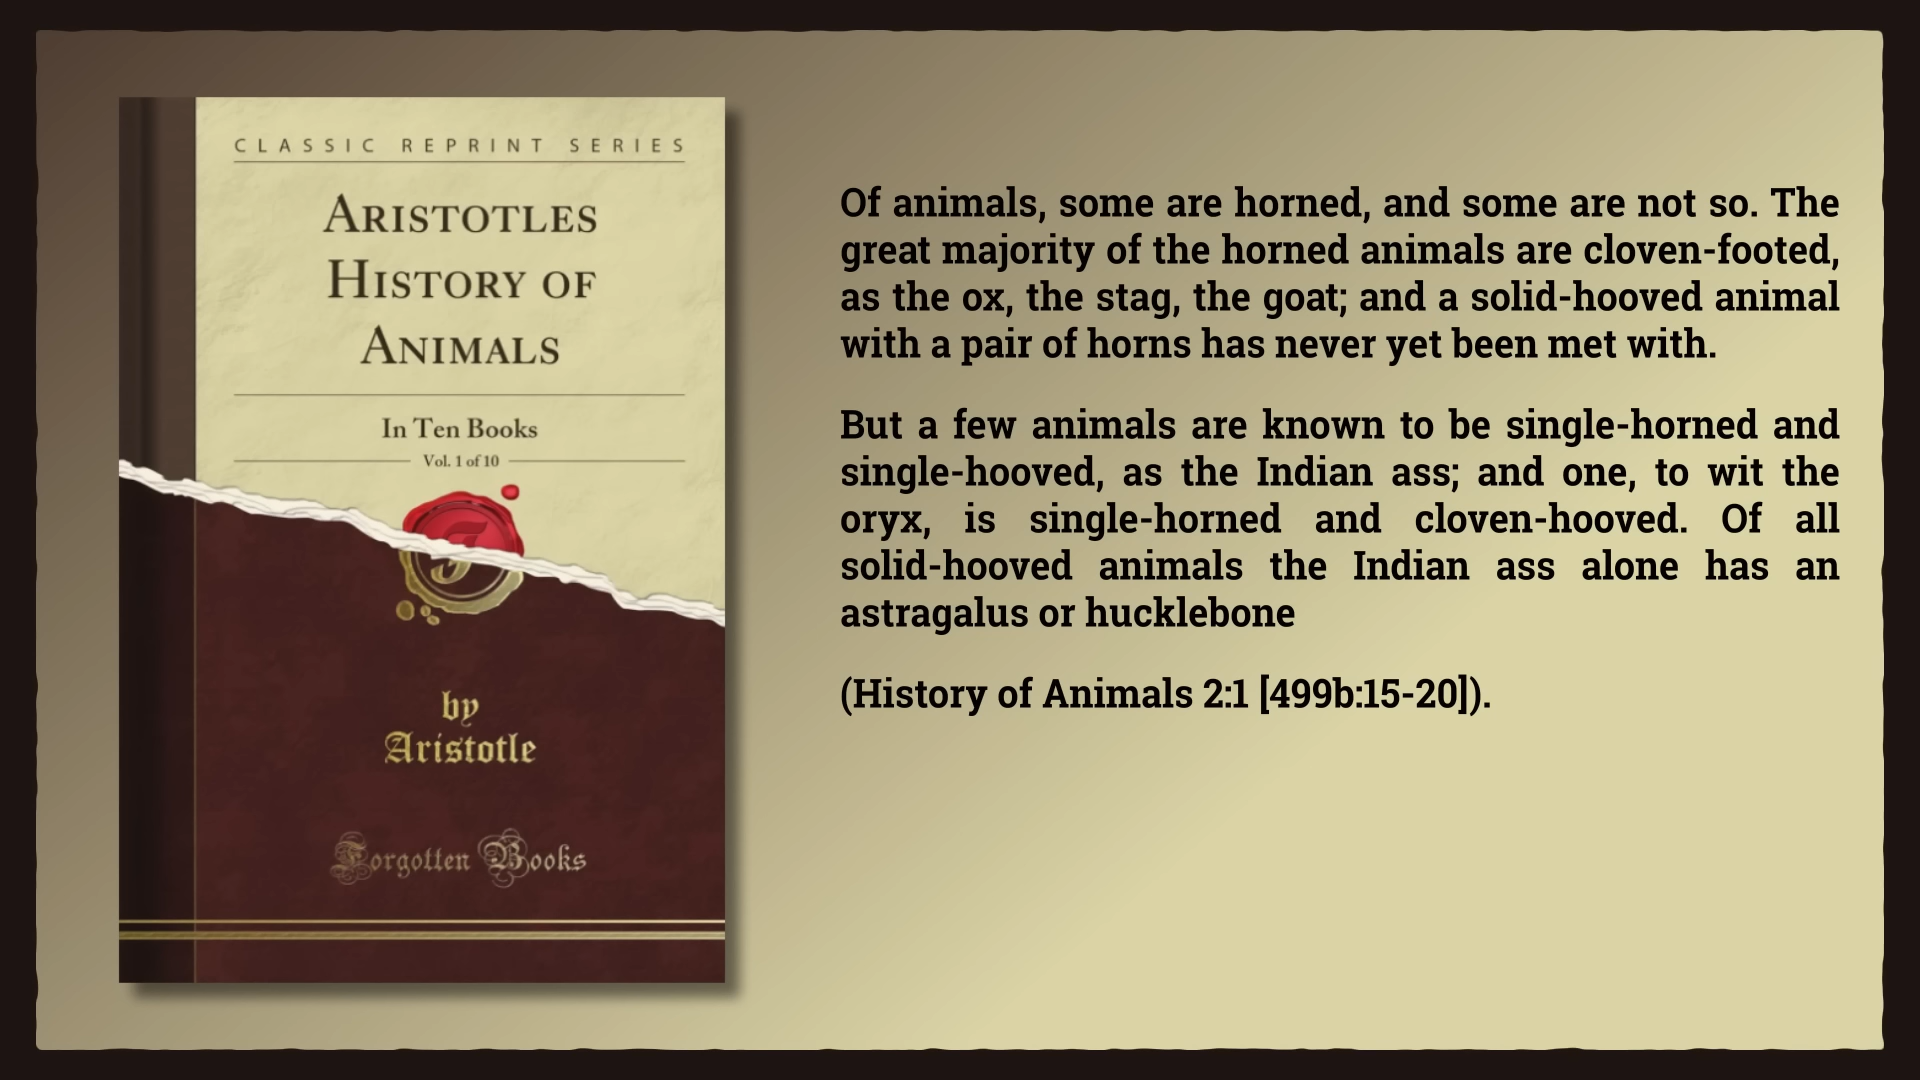 CLASSIC REPRINT SERIES
ARISTOTLES
HISTORY OF
ANIMALS
In Ten Books
Vol. 1 of 10
by
Aristotle
Forgotten Books
Of animals, some are horned, and some are not so. The
great majority of the horned animals are cloven-footed,
as the ox, the stag, the goat; and a solid-hooved animal
with a pair of horns has never yet been met with.
But a few animals are known to be single-horned and
single-hooved, as the Indian ass; and one, to wit the
oryx, is single-horned and cloven-hooved. Of all
solid-hooved animals the Indian ass alone has an
astragalus or hucklebone
(History of Animals 2:1 [499b:15-20]).